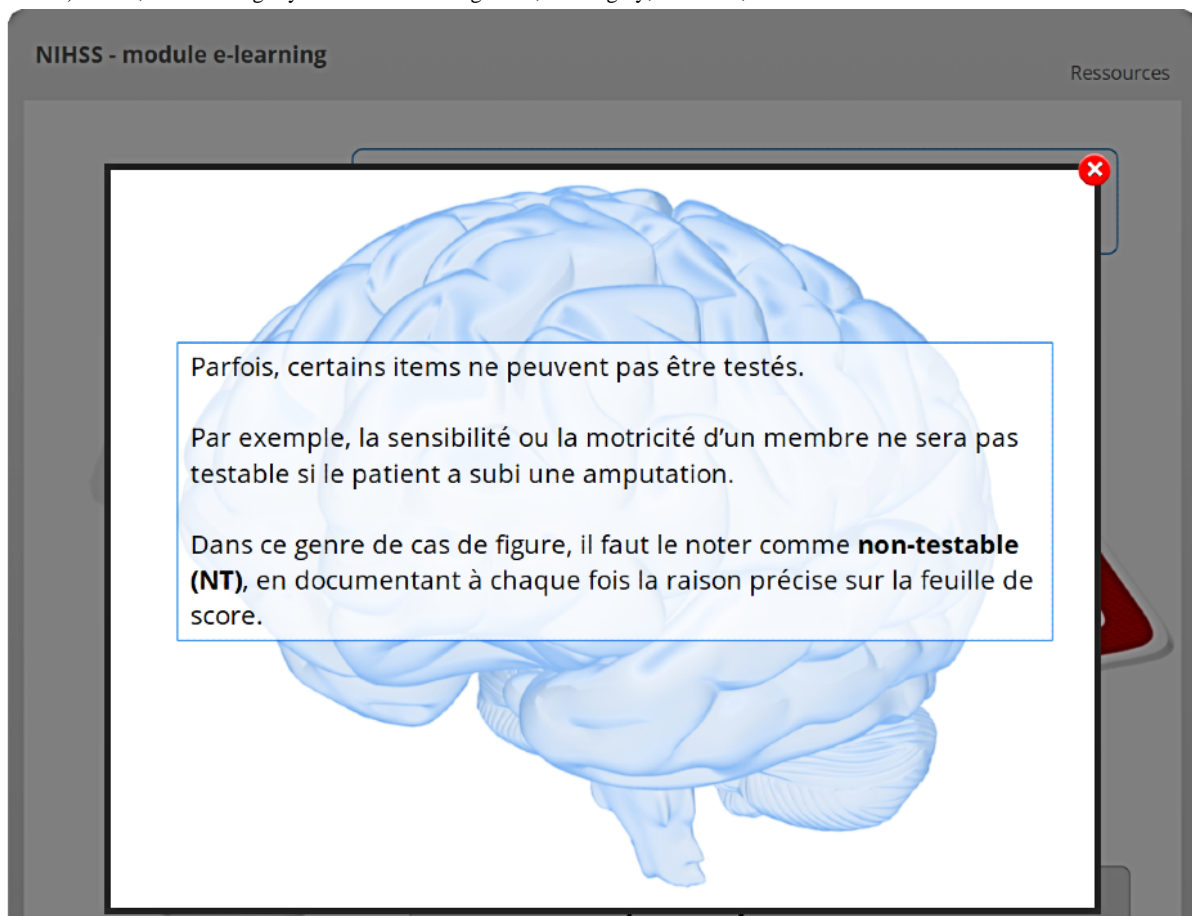 NIHSS - module e-learning
Ressources
Parfois, certains items ne peuvent pas être testés.
Par exemple, la sensibilité ou la motricité d’un membre ne sera pas
testable si le patient a subi une amputation.
Dans ce genre de cas de figure, il faut le noter comme non-testable
(NT), en documentant à chaque fois la raison précise sur la feuille de
score.